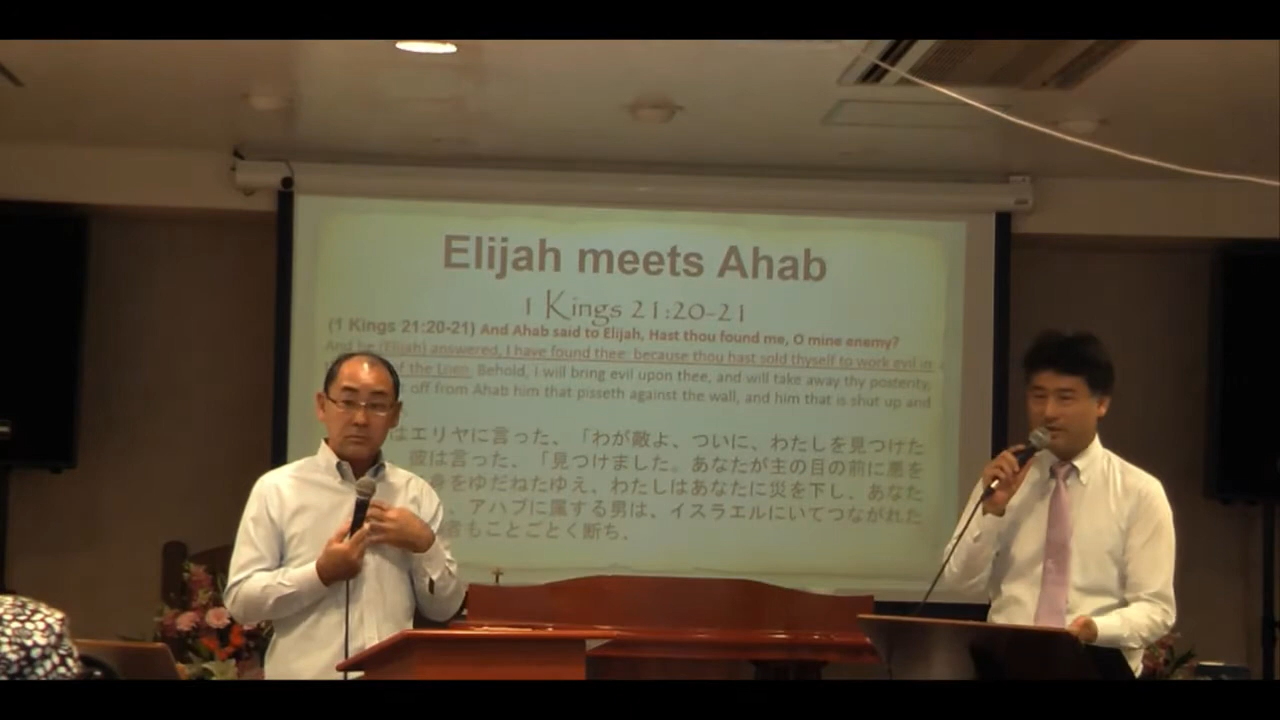 Elijah meets Ahab
1 Kings 21:20-21
(1 Kings 21:20-21) And Ahab said to Elijah, Hast thou found me, O mine enemy?
And he (Elijah) answered, I have found thee: because thou hast sold thyself to work evil in
of the LORD. Behold, I will bring evil upon thee, and will take away thy posterity,
off from Ahab him that pisseth against the wall, and him that is shut up and
はエリヤに言った、「わが敵よ、ついに、わたしを見つけた
彼は言った、「見つけました。あなたが主の目の前に悪を
身をゆだねたゆえ、わたしはあなたに災を下し、あなた
、アハブに属する男は、イスラエルにいてつながれた
者もことごとく断ち、